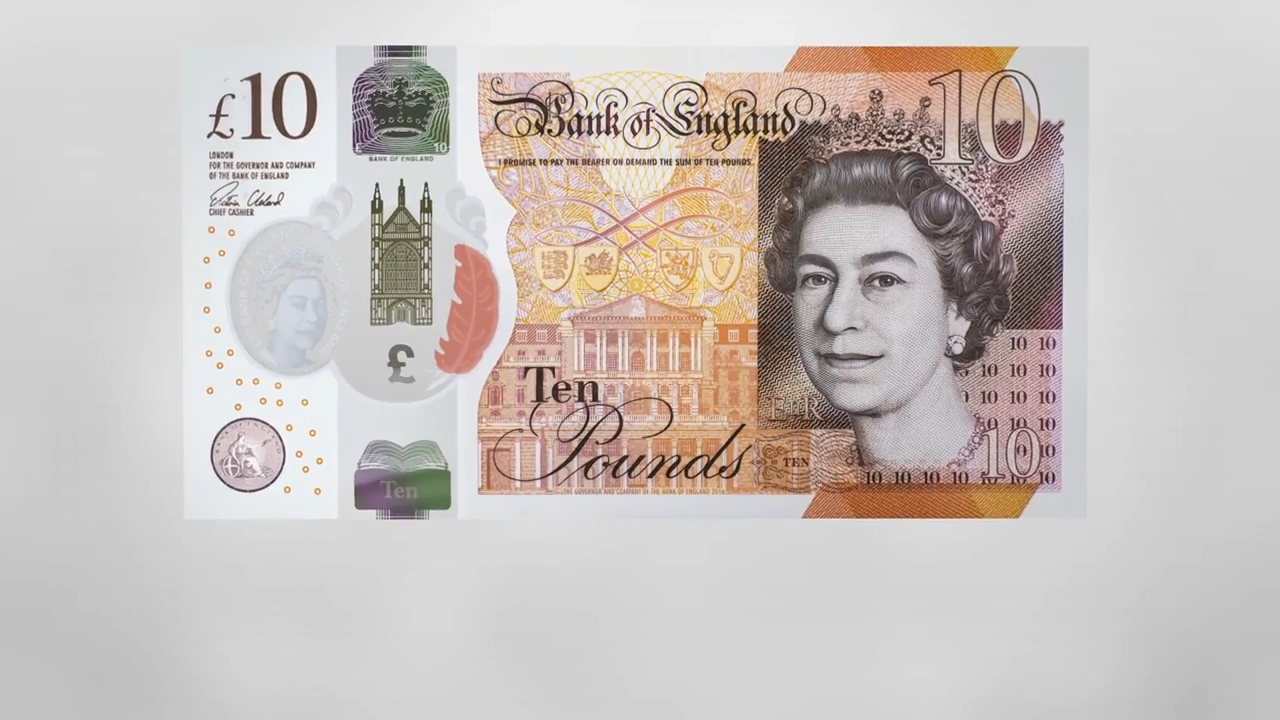 £10
LONDON
FOR THE GOVERNOR AND COMPANY
OF THE BANK OF ENGLAND
CHIEF CASHIER
£ 10
BANK OF ENGLAND
£
Ten
Bank of England
I PROMISE TO PAY THE BEARER ON DEMAND THE SUM OF TEN POUNDS.
Ten
Pounds
THE GOVERNOR AND COMPANY OF THE BANK OF ENGLAND 2016
10
EIIR
TEN
10 10
10 10 10
10 10
10
10 10
10 10 10 10 10 10